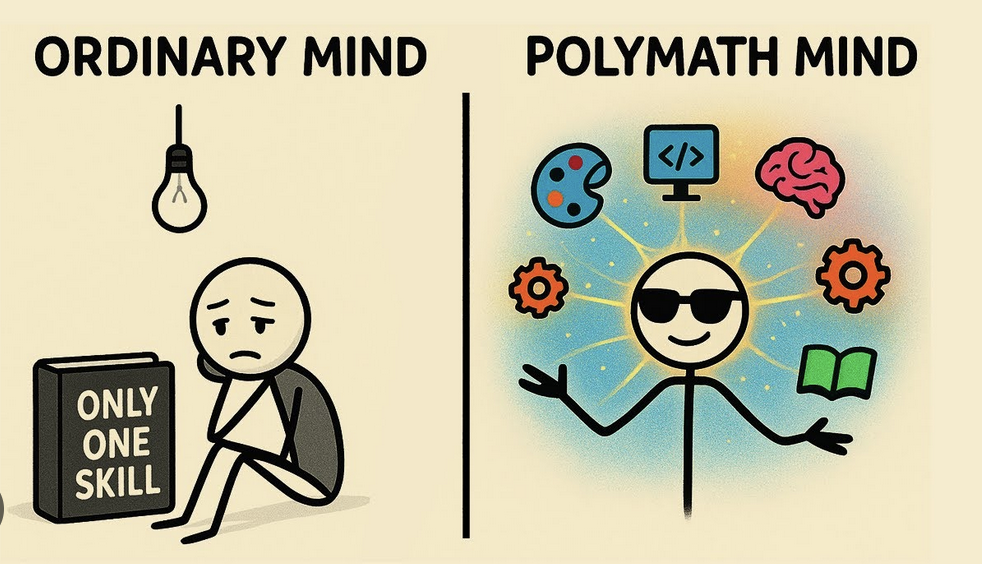 ORDINARY MIND
POLYMATH MIND
ONLY
ONE
SKILL
</>